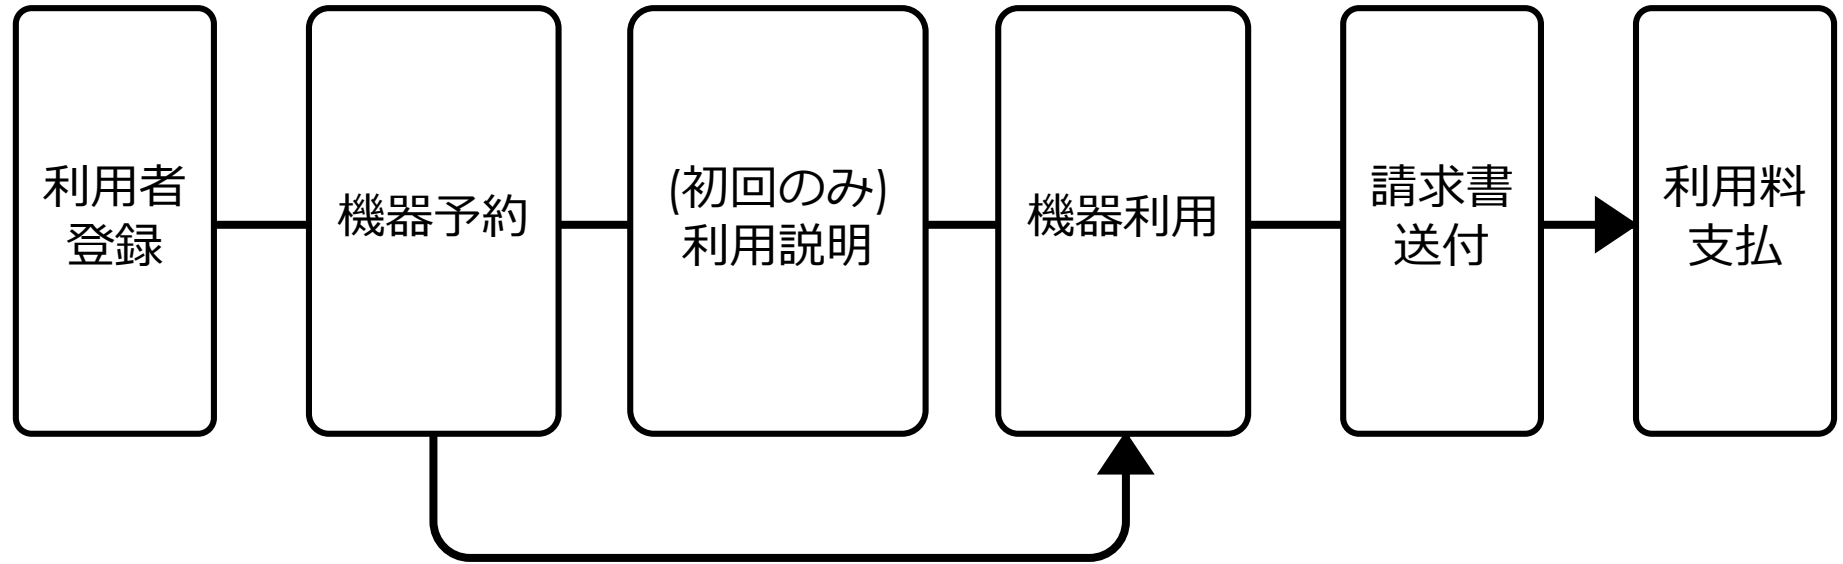 利用者
登録
機器予約
(初回のみ)
利用説明
機器利用
請求書
送付
利用料
支払